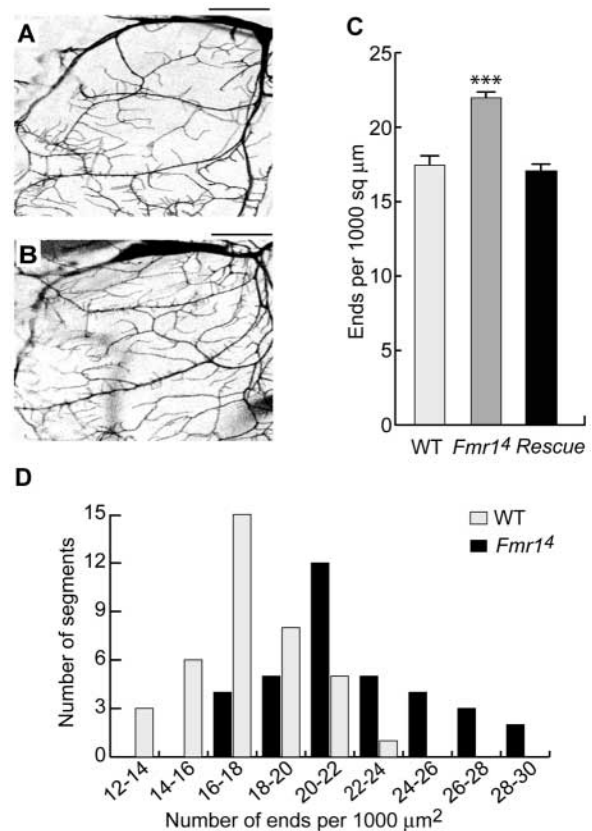 A
B
C
Ends per 1000 sq μm
25
20
15
10
5
0
***
WT Fmr1⁴ Rescue
D
WT
Fmr1⁴
Number of segments
15
12
9
6
3
0
12-14 14-16 16-18 18-20 20-22 22-24 24-26 26-28 28-30
Number of ends per 1000 μm²